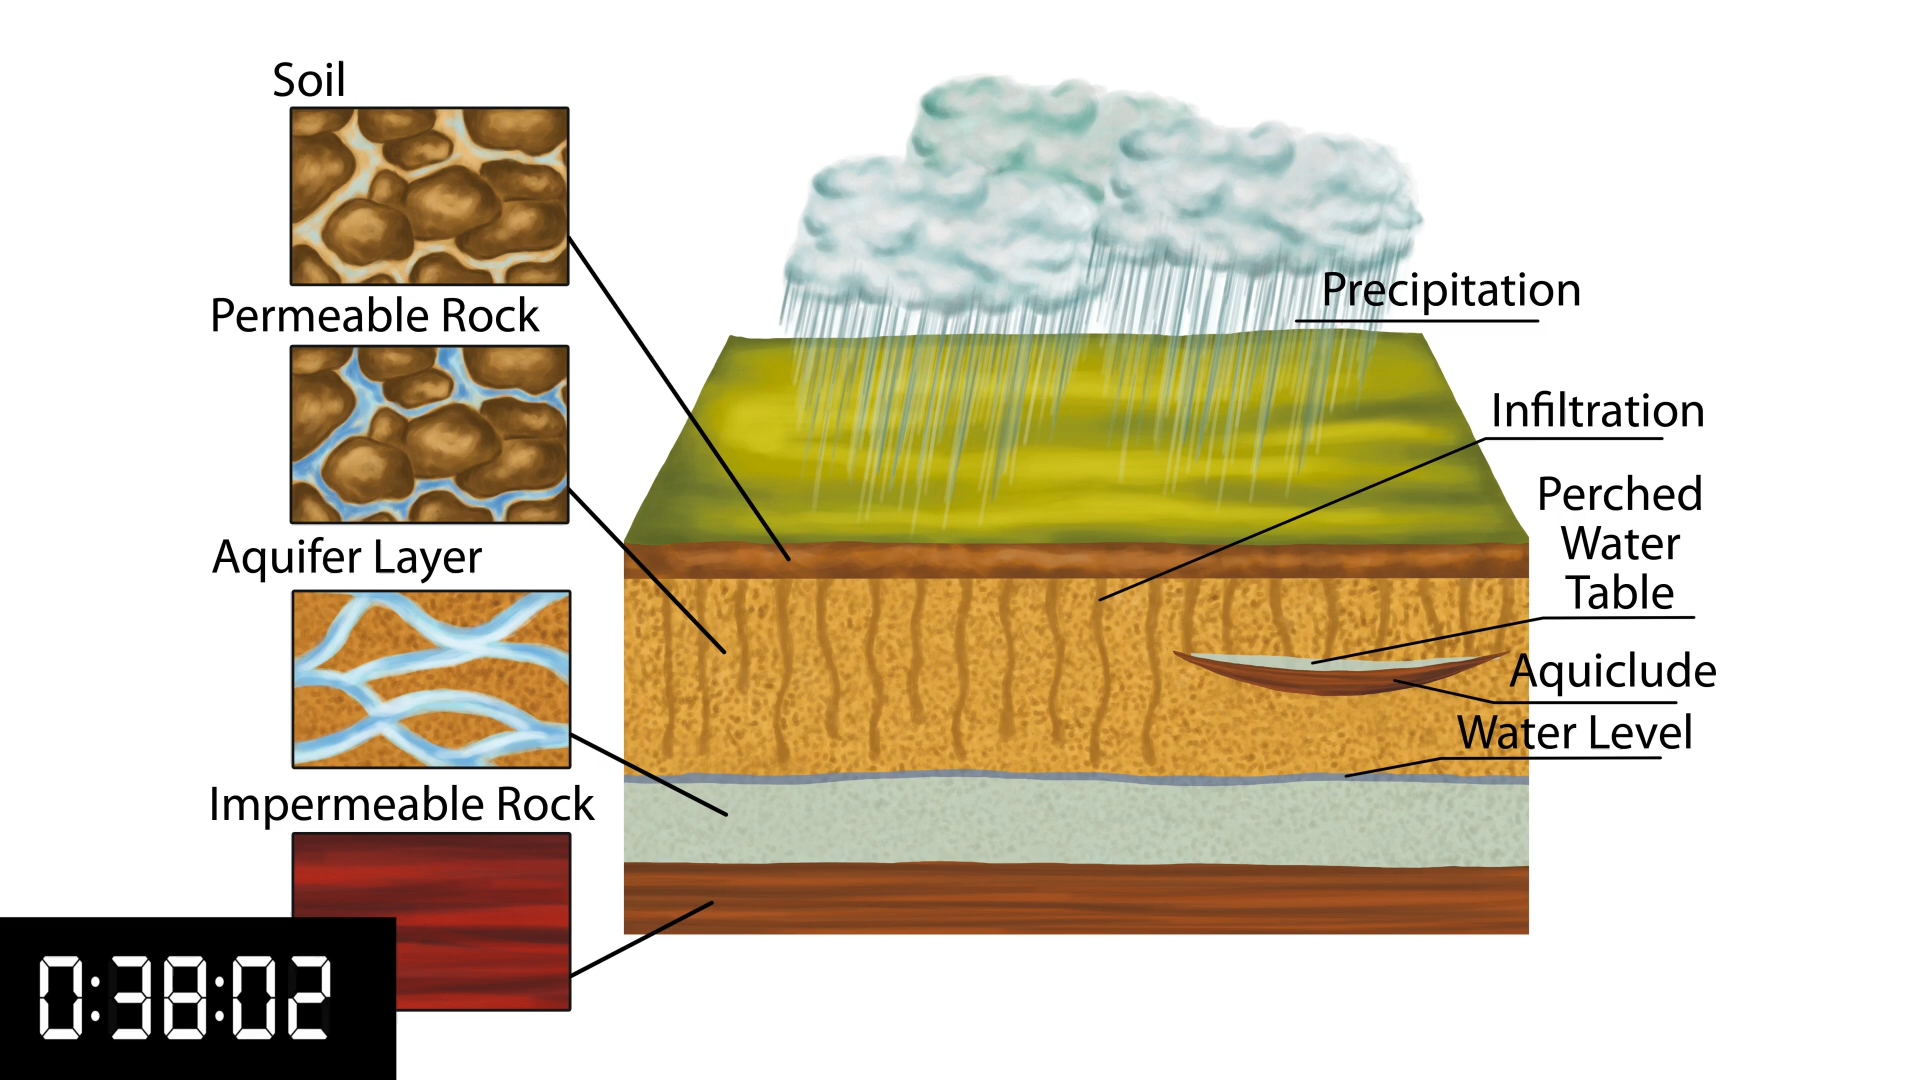 Soil
Permeable Rock
Aquifer Layer
Impermeable Rock
Precipitation
Infiltration
Perched
Water
Table
Aquiclude
Water Level
0:38:02